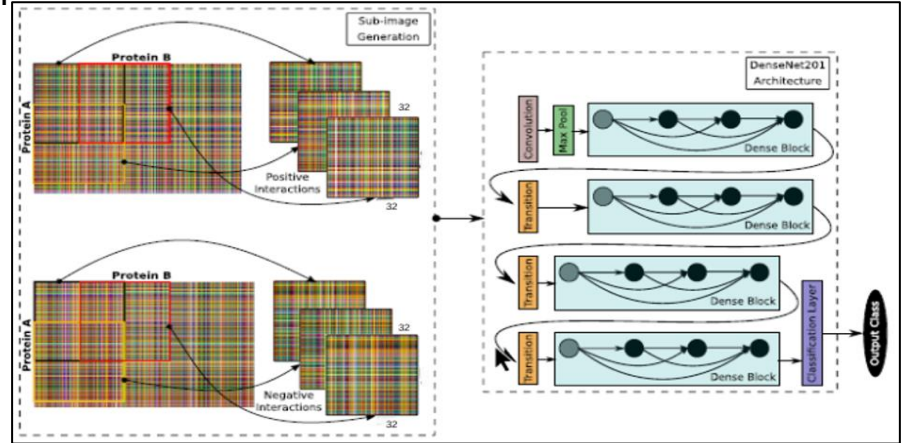 Sub-image
Generation
Protein B
Protein A
32
Positive
Interactions
32
Protein B
Protein A
32
Negative
Interactions
32
DenseNet201
Architecture
Convolution
Max Pool
Dense Block
Transition
Dense Block
Transition
Dense Block
Transition
Dense Block
Classification Layer
Output Class